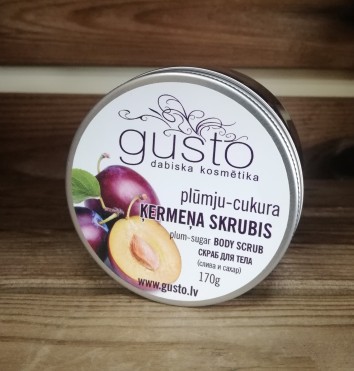 gusto
dabiska kosmētika
plūmju-cukura
ĶERMEŅA SKRUBIS
plum-sugar BODY SCRUB
СКРАБ ДЛЯ ТЕЛА
(слива и сахар)
170g
www.gusto.lv